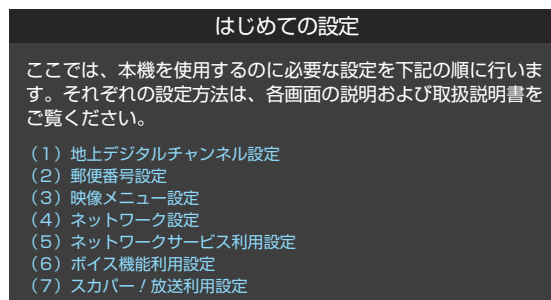 はじめての設定
ここでは、本機を使用するのに必要な設定を下記の順に行いま
す。それぞれの設定方法は、各画面の説明および取扱説明書を
ご覧ください。
（1）地上デジタルチャンネル設定
（2）郵便番号設定
（3）映像メニュー設定
（4）ネットワーク設定
（5）ネットワークサービス利用設定
（6）ボイス機能利用設定
（7）スカパー！放送利用設定